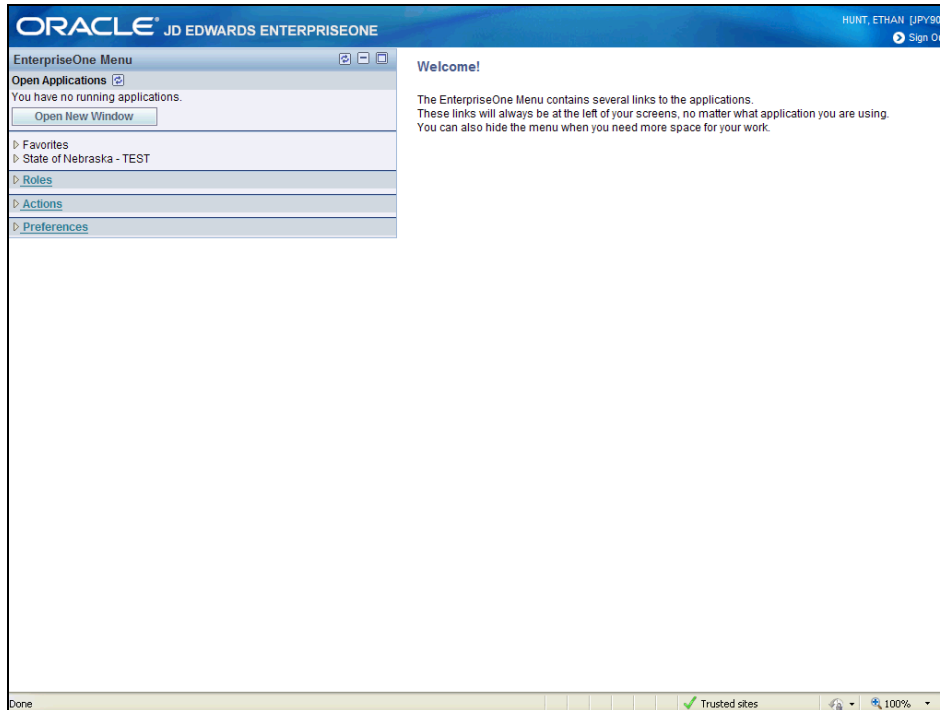 ORACLE® JD EDWARDS ENTERPRISEONE
HUNT, ETHAN [JPY90
Sign O
EnterpriseOne Menu
Open Applications
You have no running applications.
Open New Window
Favorites
State of Nebraska - TEST
Roles
Actions
Preferences
Welcome!
The EnterpriseOne Menu contains several links to the applications.
These links will always be at the left of your screens, no matter what application you are using.
You can also hide the menu when you need more space for your work.
Done
Trusted sites
100%